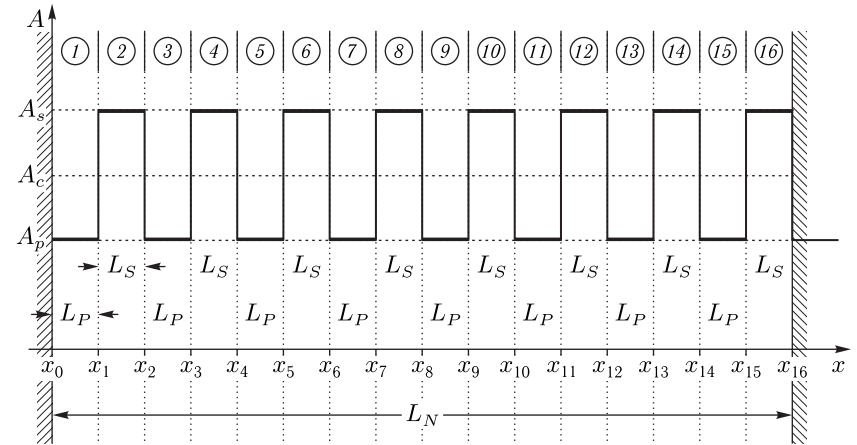 A
① ② ③ ④ ⑤ ⑥ ⑦ ⑧ ⑨ ⑩ ⑪ ⑫ ⑬ ⑭ ⑮ ⑯
A_s
A_c
A_p
L_S L_S L_S L_S L_S L_S L_S L_S
L_P L_P L_P L_P L_P L_P L_P L_P
x_0 x_1 x_2 x_3 x_4 x_5 x_6 x_7 x_8 x_9 x_10 x_11 x_12 x_13 x_14 x_15 x_16 x
L_N